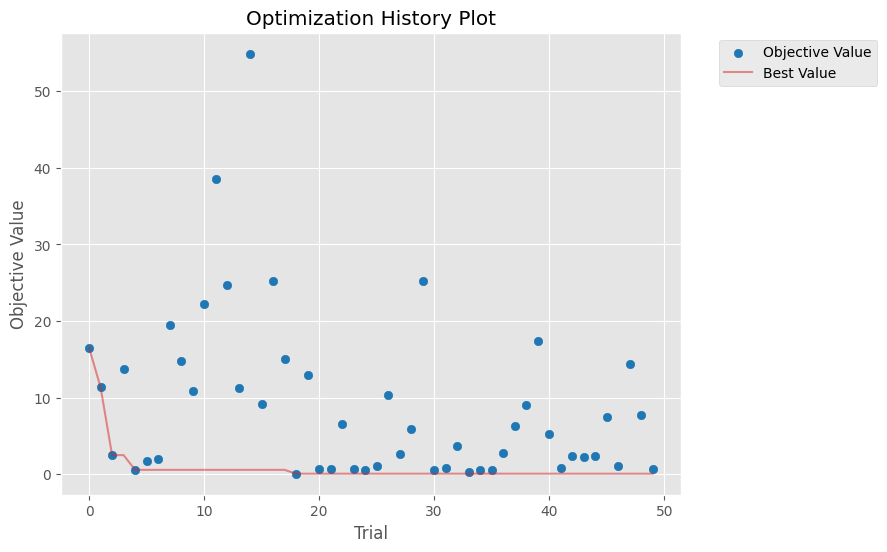 Optimization History Plot
Objective Value
Best Value
Objective Value
50
40
30
20
10
0
0 10 20 30 40 50
Trial